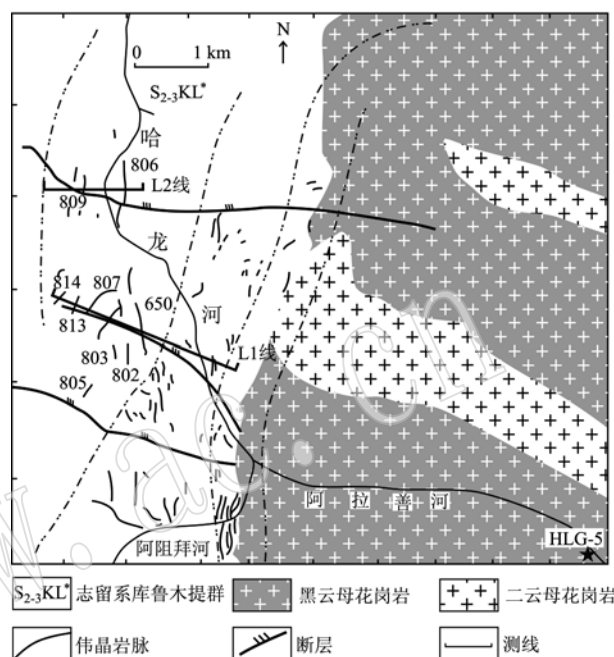 0 1 km
N
S₂₋₃KL*
哈
龙
河
806
L2线
809
814
807
650
813
803
802
L1线
805
阿拉善河
阿阻拜河
HLG-5
S₂₋₃KL* 志留系库鲁木提群
黑云母花岗岩
二云母花岗岩
伟晶岩脉
断层
测线
w.ac.cn